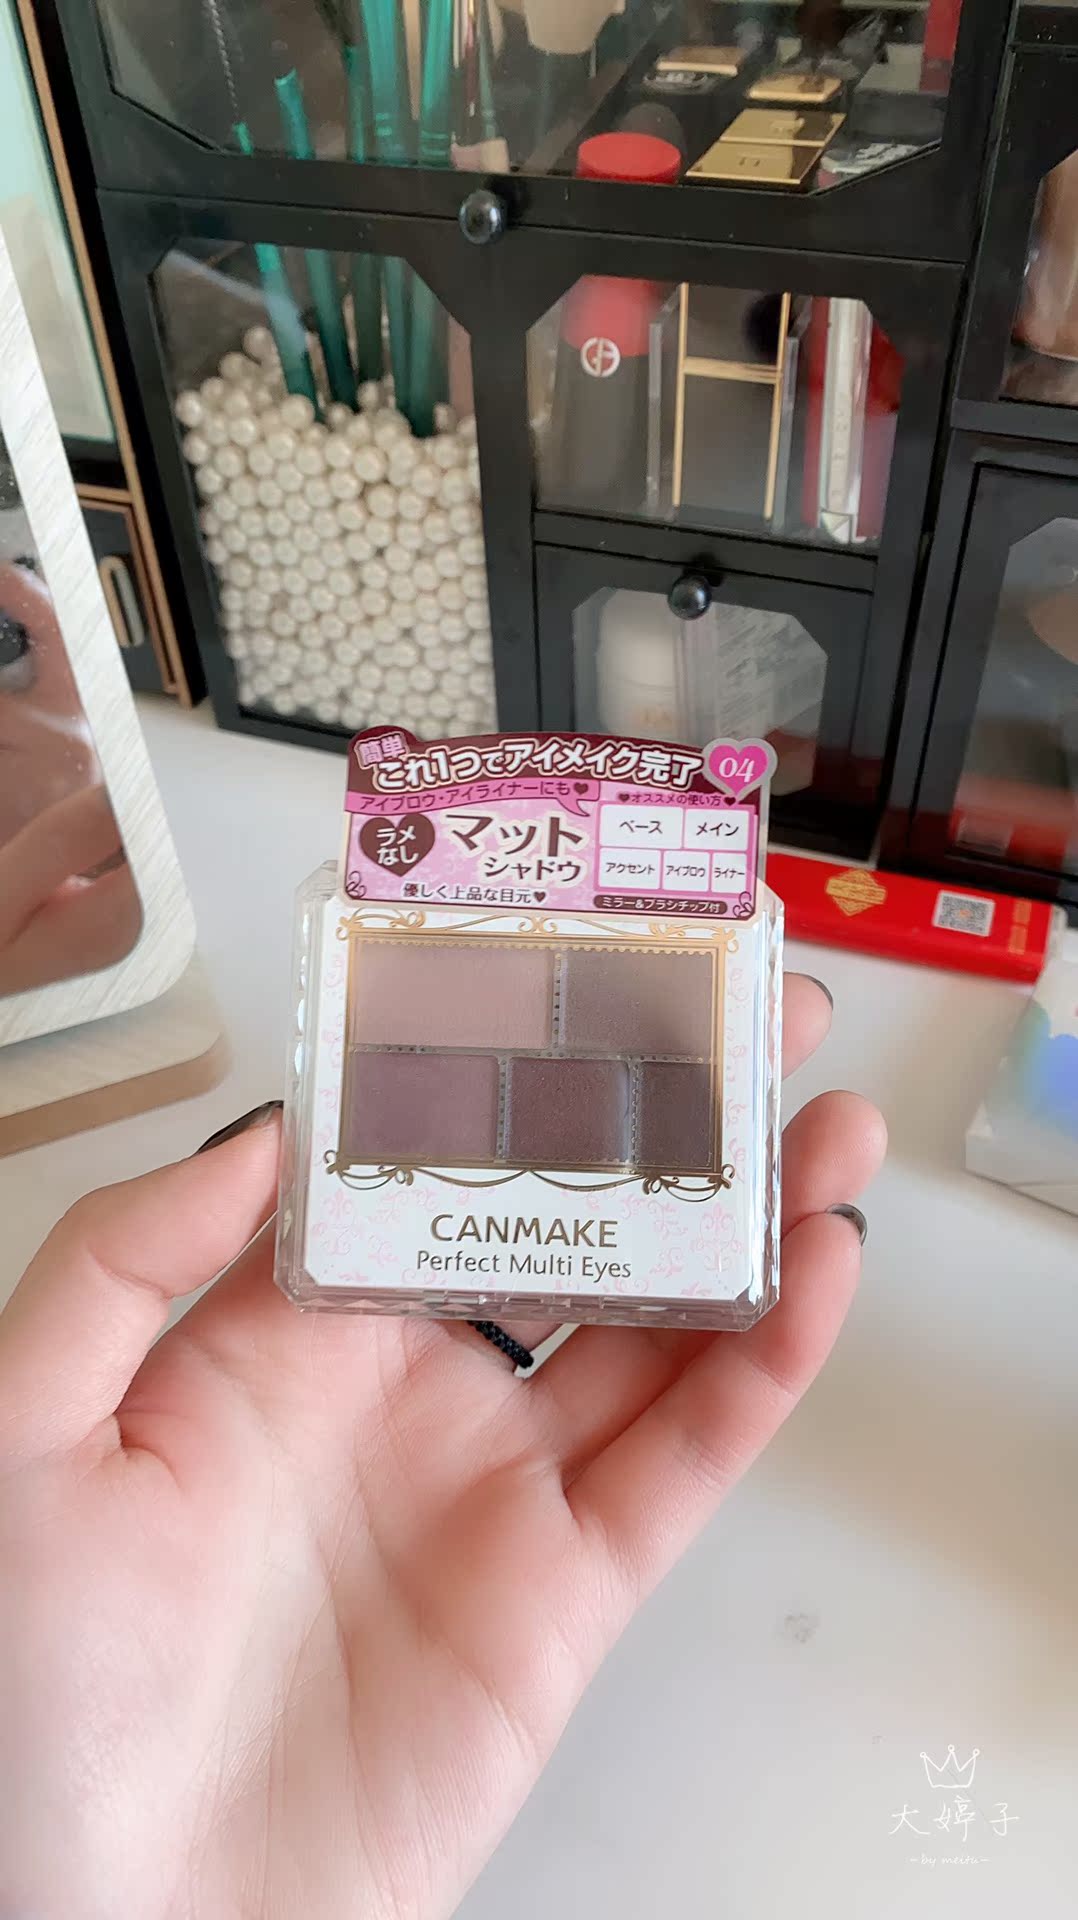 簡単
これ1つでアイメイク完了
04
アイブロウ・アイライナーにも♥
♥オススメの使い方♥
ラメ
なし
マット
シャドウ
優しく上品な目元♥
ベース
メイン
アクセント
アイブロウ
ライナー
ミラー&ブラシチップ付
CANMAKE
Perfect Multi Eyes
大婷子
-by meitu-